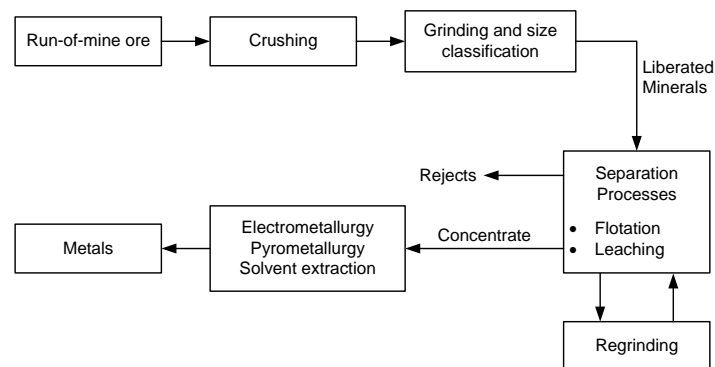 Run-of-mine ore
Crushing
Grinding and size
classification
Liberated
Minerals
Separation
Processes
• Flotation
• Leaching
Rejects
Concentrate
Electrometallurgy
Pyrometallurgy
Solvent extraction
Metals
Regrinding